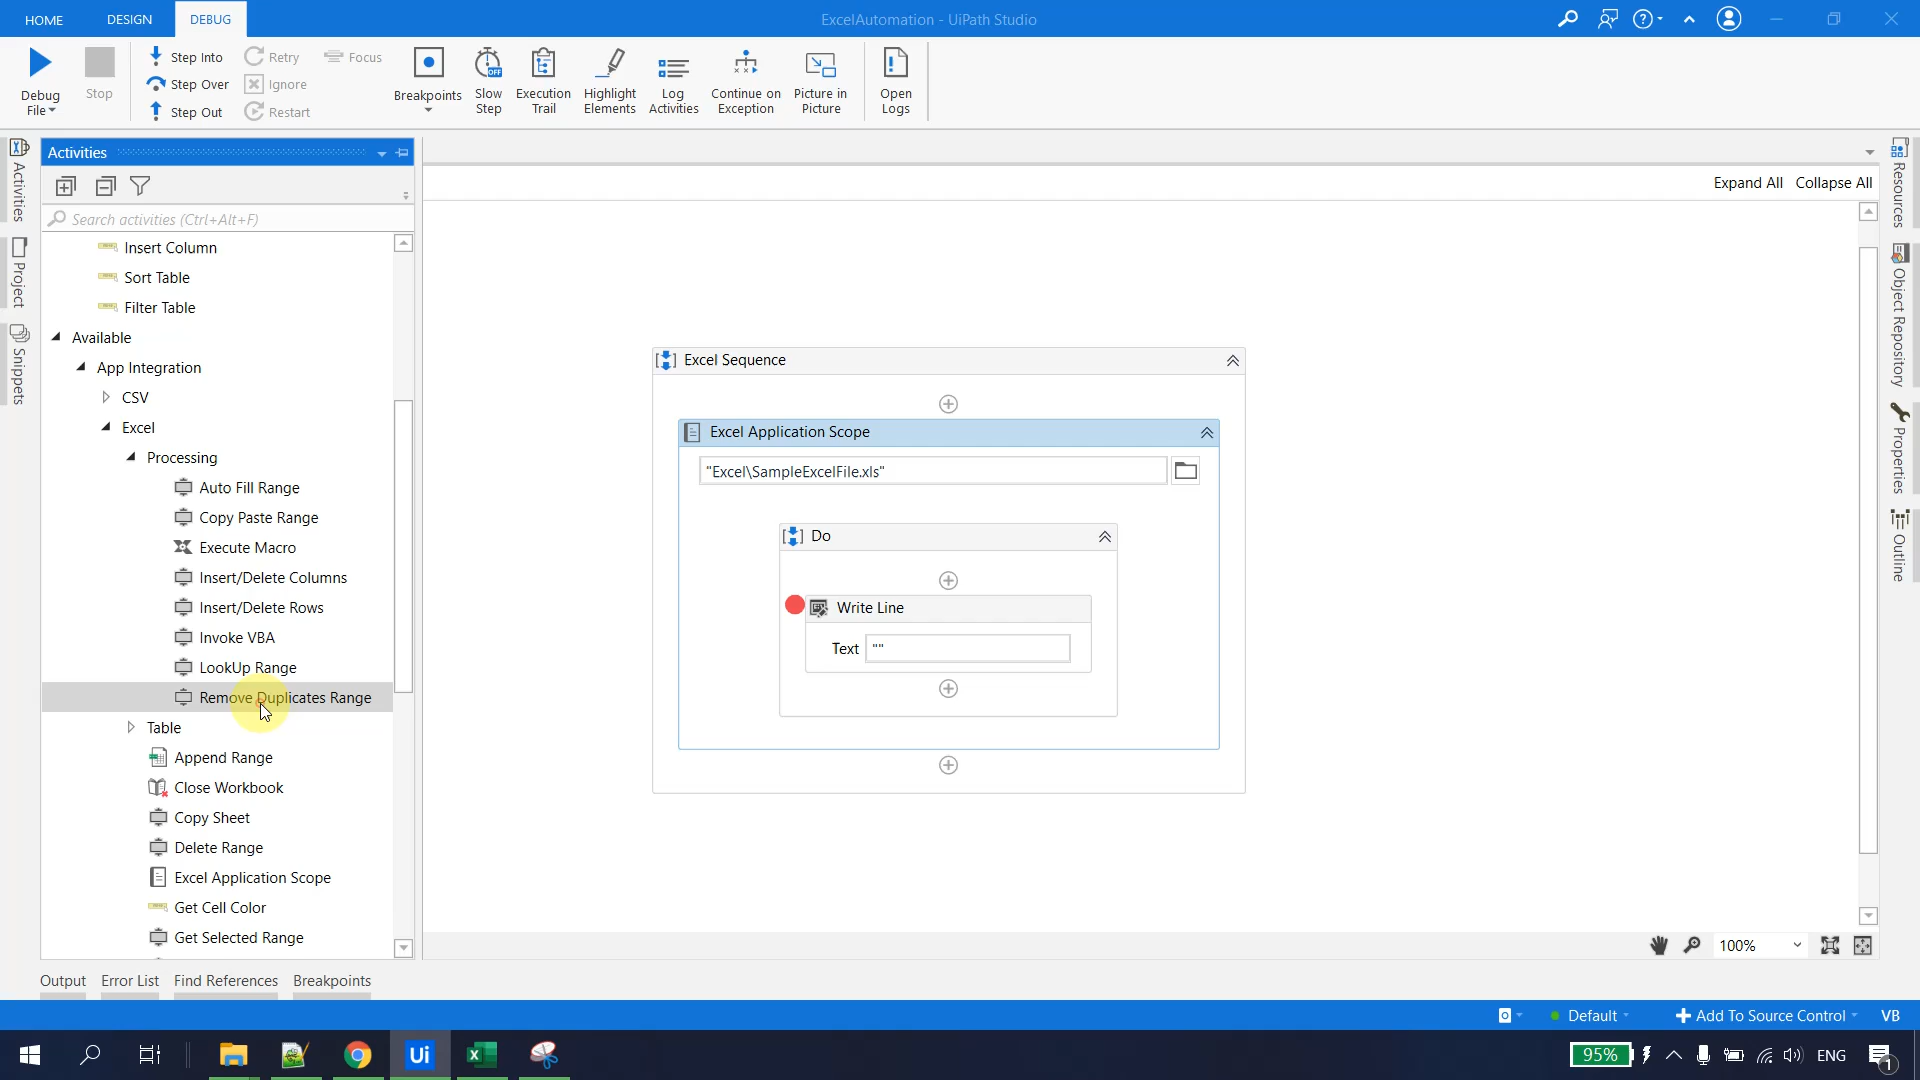 HOME DESIGN DEBUG
ExcelAutomation - UiPath Studio
Debug File
Stop
Step Into
Step Over
Step Out
Retry
Ignore
Restart
Focus
Breakpoints
Slow Step
OFF
Execution Trail
Highlight Elements
Log Activities
Continue on Exception
Picture in Picture
Open Logs
Activities
Project
Snippets
Activities
Search activities (Ctrl+Alt+F)
Insert Column
Sort Table
Filter Table
Available
App Integration
CSV
Excel
Processing
Auto Fill Range
Copy Paste Range
Execute Macro
Insert/Delete Columns
Insert/Delete Rows
Invoke VBA
LookUp Range
Remove Duplicates Range
Table
Append Range
Close Workbook
Copy Sheet
Delete Range
Excel Application Scope
Get Cell Color
Get Selected Range
Expand All Collapse All
Excel Sequence
Excel Application Scope
"Excel\SampleExcelFile.xls"
Do
Write Line
Text ""
Resources
Object Repository
Properties
Outline
100%
Output Error List Find References Breakpoints
Default
Add To Source Control
VB
Ui
95%
ENG
1